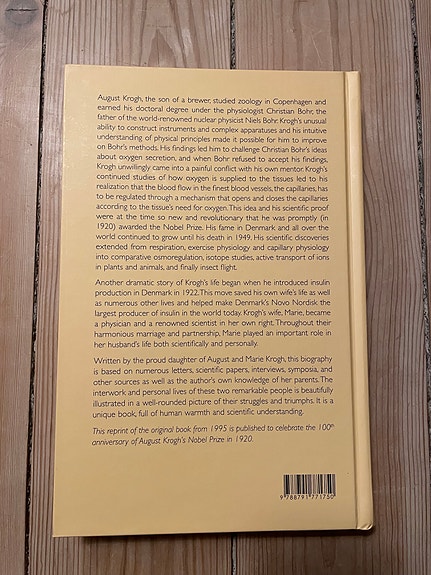 August Krogh, the son of a brewer, studied zoology in Copenhagen and
earned his doctoral degree under the physiologist Christian Bohr, the
father of the world-renowned nuclear physicist Niels Bohr. Krogh's unusual
ability to construct instruments and complex apparatuses and his intuitive
understanding of physical principles made it possible for him to improve
on Bohr's methods. His findings led him to challenge Christian Bohr's ideas
about oxygen secretion, and when Bohr refused to accept his findings,
Krogh unwillingly came into a painful conflict with his own mentor. Krogh's
continued studies of how oxygen is supplied to the tissues led to his
realization that the blood flow in the finest blood vessels, the capillaries, has
to be regulated through a mechanism that opens and closes the capillaries
according to the tissue's need for oxygen. This idea and his scientific proof
were at the time so new and revolutionary that he was promptly (in
1920) awarded the Nobel Prize. His fame in Denmark and all over the
world continued to grow until his death in 1949. His scientific discoveries
extended from respiration, exercise physiology and capillary physiology
into comparative osmoregulation, isotope studies, active transport of ions
in plants and animals, and finally insect flight.
Another dramatic story of Krogh's life began when he introduced insulin
production in Denmark in 1922. This move saved his own wife's life as well
as numerous other lives and helped make Denmark's Novo Nordisk the
largest producer of insulin in the world today. Krogh's wife, Marie, became
a physician and a renowned scientist in her own right. Throughout their
harmonious marriage and partnership, Marie played an important role in
her husband's life both scientifically and personally.
Written by the proud daughter of August and Marie Krogh, this biography
is based on numerous letters, scientific papers, interviews, symposia, and
other sources as well as the author's own knowledge of her parents. The
interwork and personal lives of these two remarkable people is beautifully
illustrated in a well-rounded picture of their struggles and triumphs. It is a
unique book, full of human warmth and scientific understanding.
This reprint of the original book from 1995 is published to celebrate the 100th
anniversary of August Krogh's Nobel Prize in 1920.
9 788791 771750